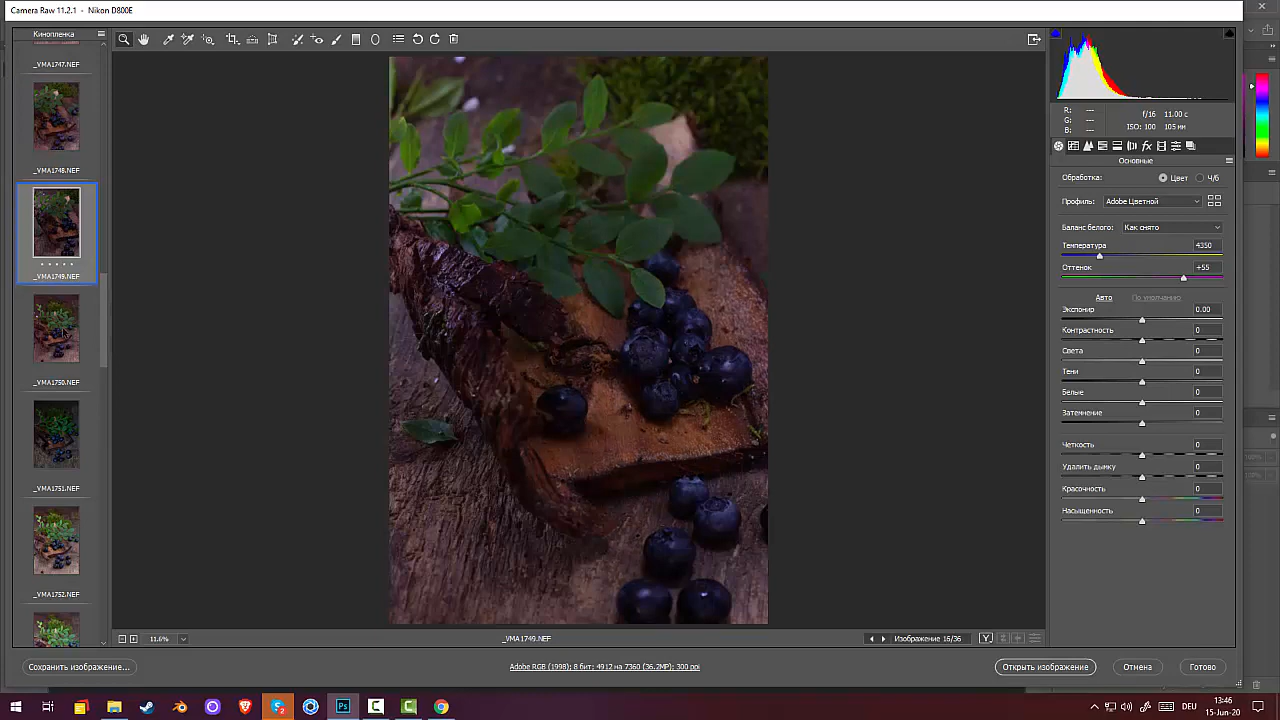 Camera Raw 11.2.1 - Nikon D800E
Кинопленка
_VMA1747.NEF
_VMA1748.NEF
_VMA1749.NEF
_VMA1750.NEF
_VMA1751.NEF
_VMA1752.NEF
R: ---
G: ---
B: ---
f/16 11.00 с
ISO: 100 105 мм
Основные
Обработка: Цвет Ч/б
Профиль: Adobe Цветной
Баланс белого: Как снято
Температура 4350
Оттенок +55
Авто По умолчанию
Экспонир 0.00
Контрастность 0
Света 0
Тени 0
Белые 0
Затемнение 0
Четкость 0
Удалить дымку 0
Красочность 0
Насыщенность 0
11.6% _VMA1749.NEF Изображение 16/36 Y
Сохранить изображение... Adobe RGB (1998); 8 бит; 4912 на 7360 (36.2MP); 300 ppi Открыть изображение Отмена Готово
Ps
DEU
13:46
15-Jun-20